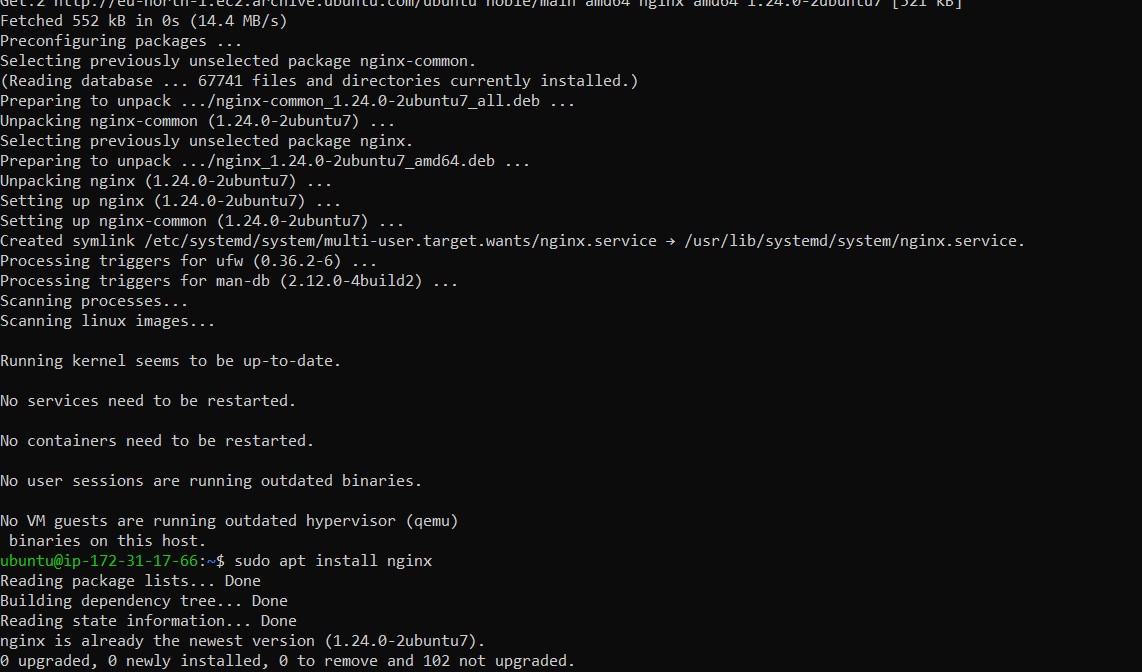 Get:2 http://eu-north-1.ec2.archive.ubuntu.com/ubuntu noble/main amd64 nginx amd64 1.24.0-2ubuntu7 [521 kB]
Fetched 552 kB in 0s (14.4 MB/s)
Preconfiguring packages ...
Selecting previously unselected package nginx-common.
(Reading database ... 67741 files and directories currently installed.)
Preparing to unpack .../nginx-common_1.24.0-2ubuntu7_all.deb ...
Unpacking nginx-common (1.24.0-2ubuntu7) ...
Selecting previously unselected package nginx.
Preparing to unpack .../nginx_1.24.0-2ubuntu7_amd64.deb ...
Unpacking nginx (1.24.0-2ubuntu7) ...
Setting up nginx (1.24.0-2ubuntu7) ...
Setting up nginx-common (1.24.0-2ubuntu7) ...
Created symlink /etc/systemd/system/multi-user.target.wants/nginx.service → /usr/lib/systemd/system/nginx.service.
Processing triggers for ufw (0.36.2-6) ...
Processing triggers for man-db (2.12.0-4build2) ...
Scanning processes...
Scanning linux images...
Running kernel seems to be up-to-date.
No services need to be restarted.
No containers need to be restarted.
No user sessions are running outdated binaries.
No VM guests are running outdated hypervisor (qemu)
 binaries on this host.
ubuntu@ip-172-31-17-66:~$ sudo apt install nginx
Reading package lists... Done
Building dependency tree... Done
Reading state information... Done
nginx is already the newest version (1.24.0-2ubuntu7).
0 upgraded, 0 newly installed, 0 to remove and 102 not upgraded.